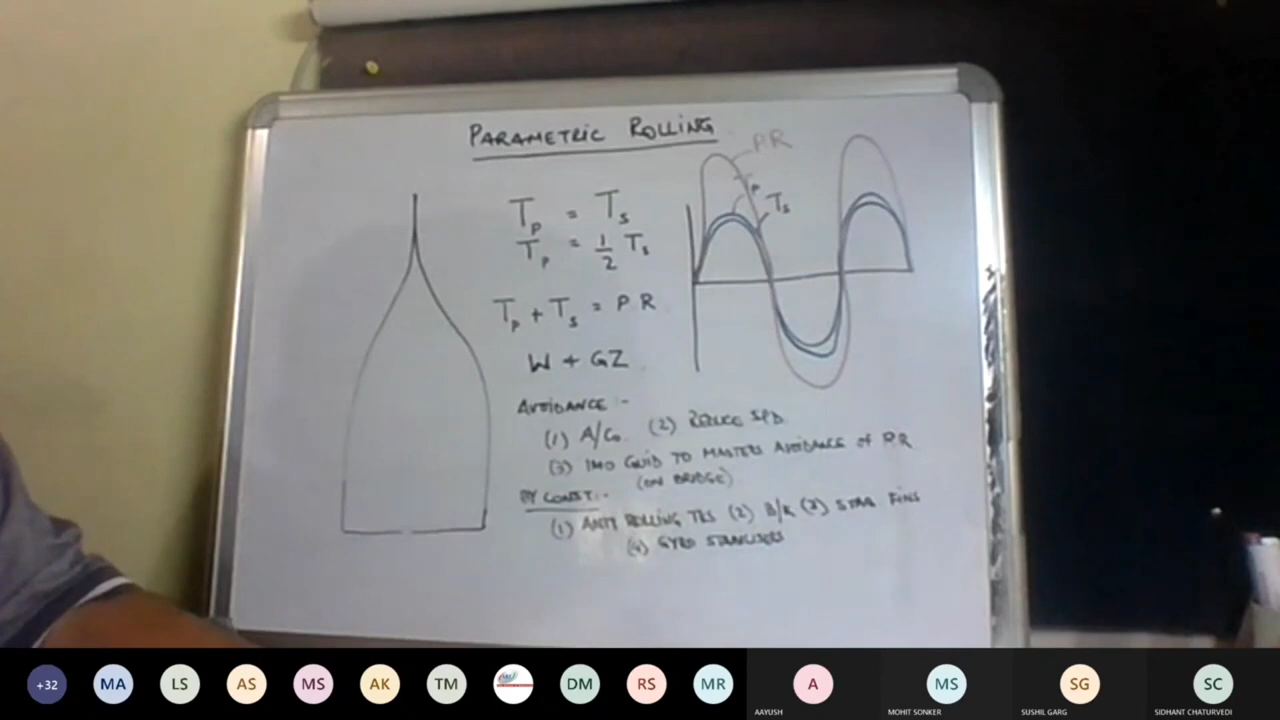 PARAMETRIC ROLLING
Tp = Ts
Tp = 1/2 Ts
Tp + Ts = P R
W + GZ
P.R
P
Ts
AVOIDANCE :-
(1) A/Co. (2) REDUCE SPD.
(3) IMO GUID TO MASTERS AVOIDANCE OF P.R
(ON BRIDGE)
BY CONST. :-
(1) ANTI ROLLING TKS (2) B/K (3) STAB FINS
(4) GYRO STABILISERS
+32
MA
LS
AS
MS
AK
TM
DM
RS
MR
A
MS
SG
SC
AAYUSH
MOHIT SONKER
SUSHIL GARG
SIDHANT CHATURVEDI